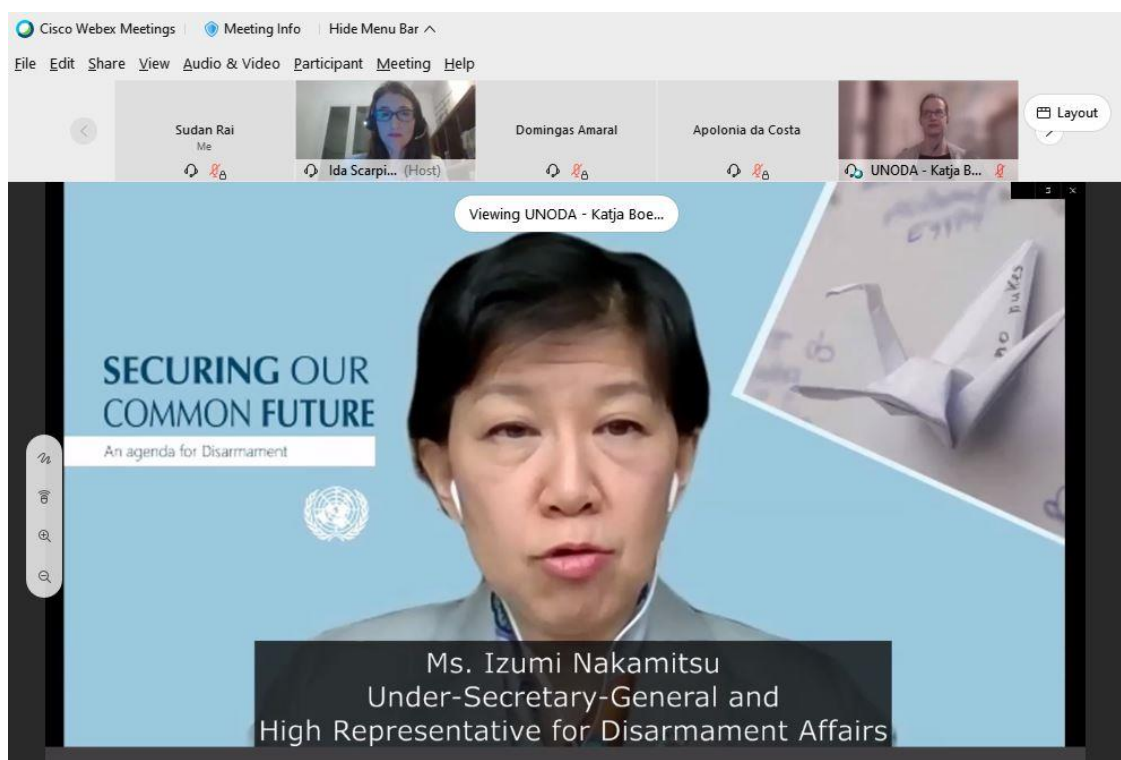 Cisco Webex Meetings
Meeting Info
Hide Menu Bar
File Edit Share View Audio & Video Participant Meeting Help
Sudan Rai
Me
Ida Scarpi... (Host)
Domingas Amaral
Apolonia da Costa
UNODA - Katja B...
Layout
Viewing UNODA - Katja Boe...
EGYPT
no nukes
SECURING OUR
COMMON FUTURE
An agenda for Disarmament
Ms. Izumi Nakamitsu
Under-Secretary-General and
High Representative for Disarmament Affairs